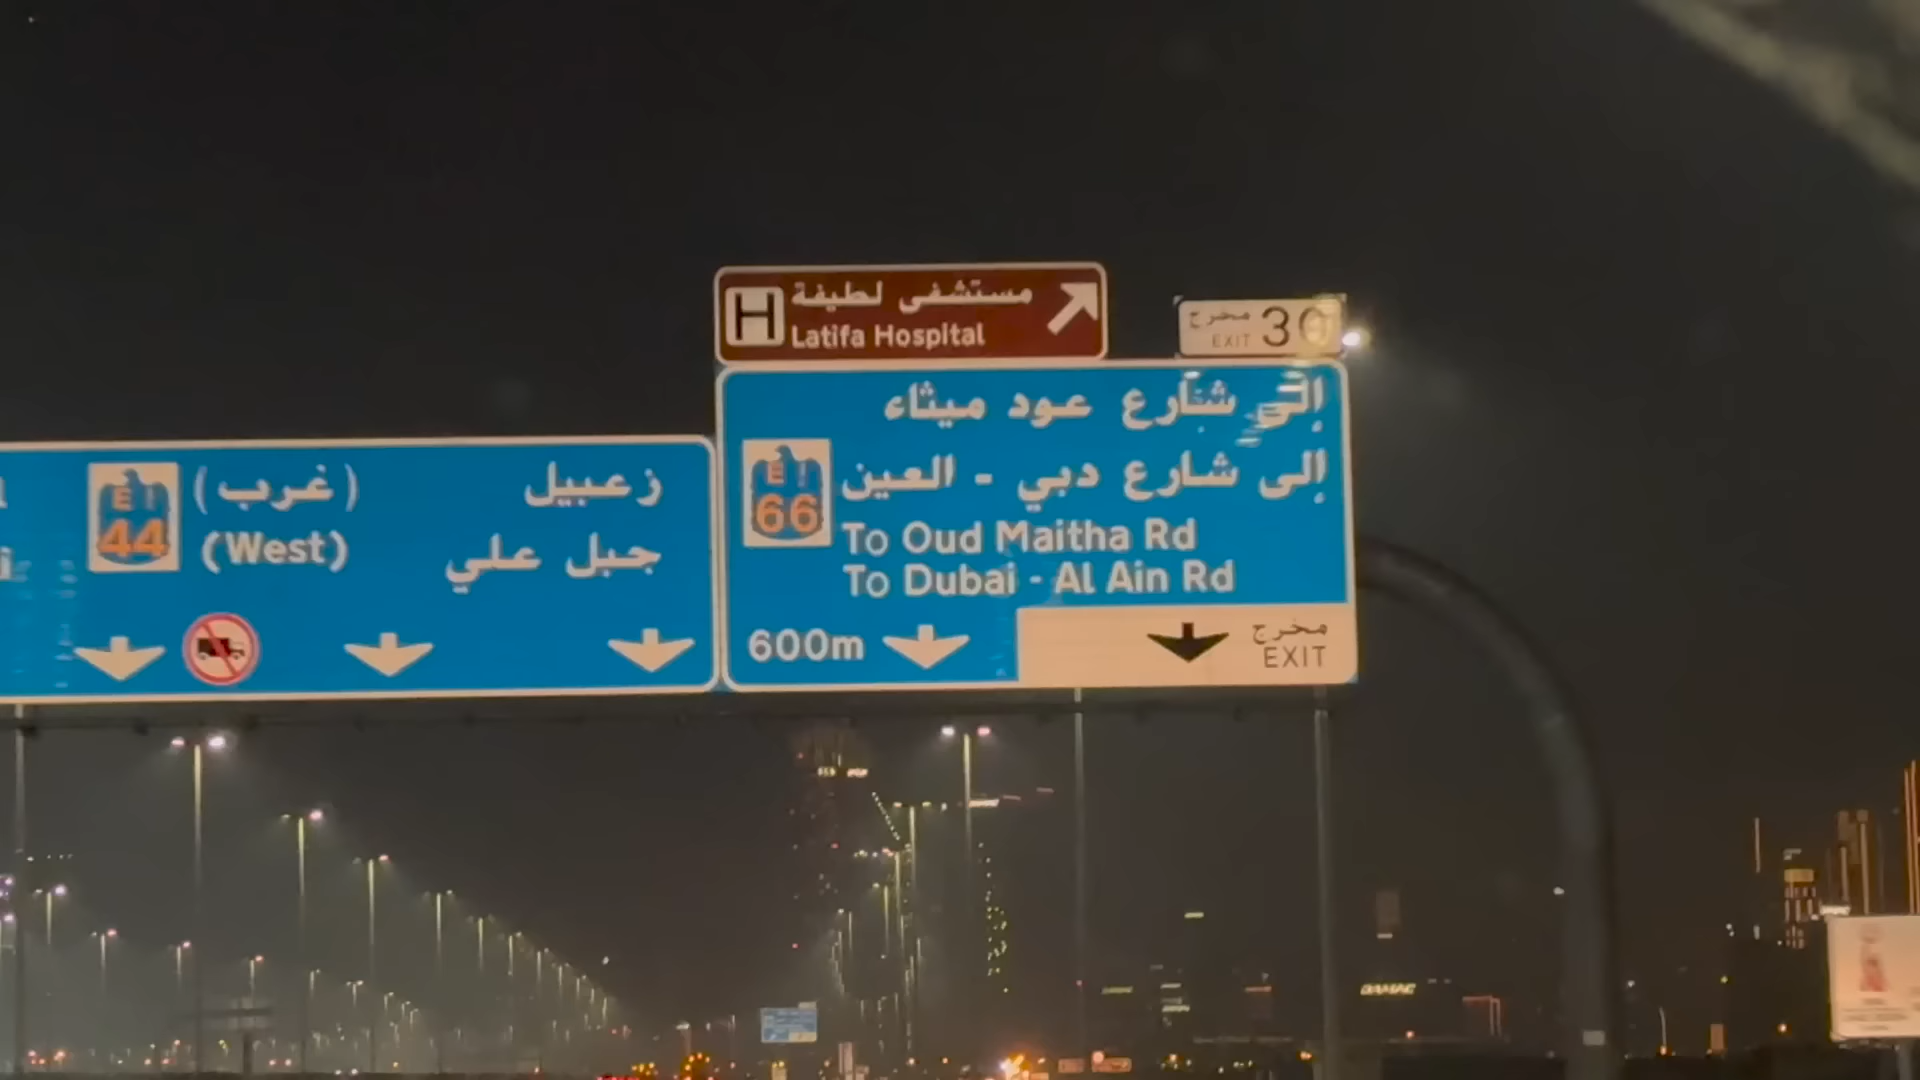 مستشفى لطيفة
H
Latifa Hospital
مخرج
EXIT 30
إلى شارع عود ميثاء
إلى شارع دبي - العين
E 66
To Oud Maitha Rd
To Dubai - Al Ain Rd
600m
مخرج
EXIT
زعبيل
(غرب)
E 44
(West)
جبل علي
DAMAC